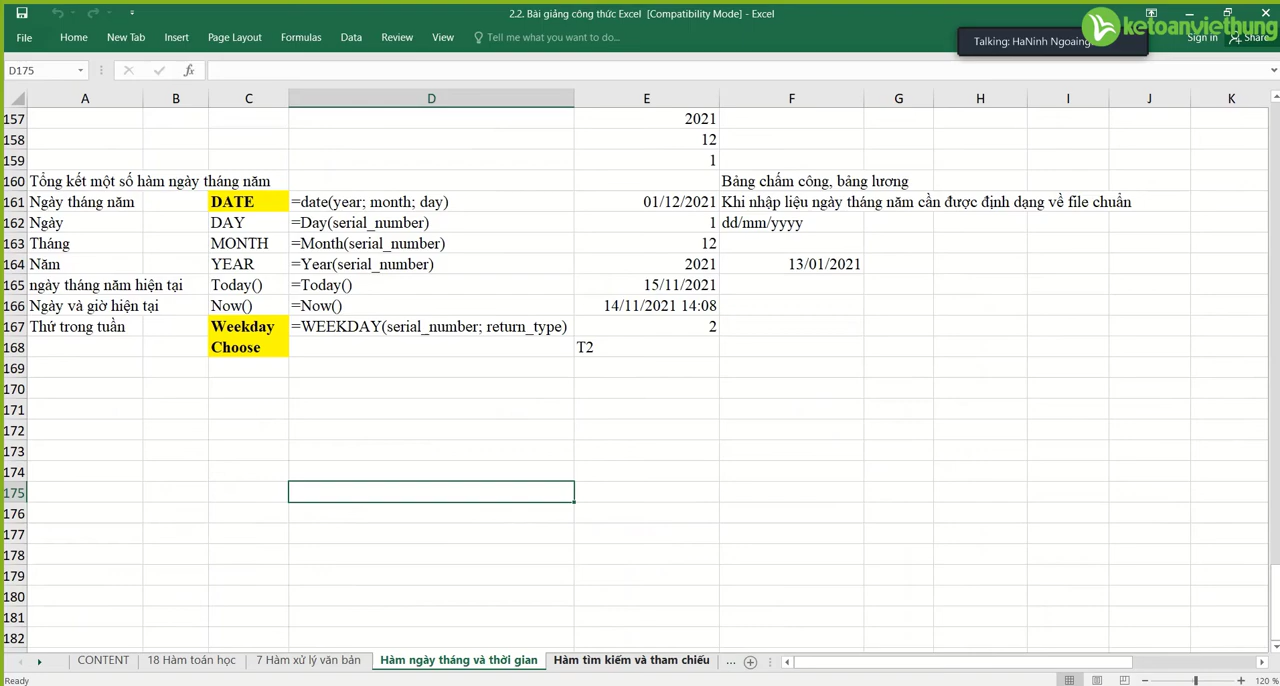 2.2. Bài giảng công thức Excel [Compatibility Mode] - Excel
ketoanviethung
File Home New Tab Insert Page Layout Formulas Data Review View Tell me what you want to do...
Talking: HaNinh Ngoaing
Sign in Share
D175 fx
A B C D E F G H I J K
157 2021
158 12
159 1
160 Tổng kết một số hàm ngày tháng năm Bảng chấm công, bảng lương
161 Ngày tháng năm DATE =date(year; month; day) 01/12/2021 Khi nhập liệu ngày tháng năm cần được định dạng về file chuẩn
162 Ngày DAY =Day(serial_number) 1 dd/mm/yyyy
163 Tháng MONTH =Month(serial_number) 12
164 Năm YEAR =Year(serial_number) 2021 13/01/2021
165 ngày tháng năm hiện tại Today() =Today() 15/11/2021
166 Ngày và giờ hiện tại Now() =Now() 14/11/2021 14:08
167 Thứ trong tuần Weekday =WEEKDAY(serial_number; return_type) 2
168 Choose T2
169
170
171
172
173
174
175
176
177
178
179
180
181
182
CONTENT 18 Hàm toán học 7 Hàm xử lý văn bản Hàm ngày tháng và thời gian Hàm tìm kiếm và tham chiếu ...
Ready 120 %